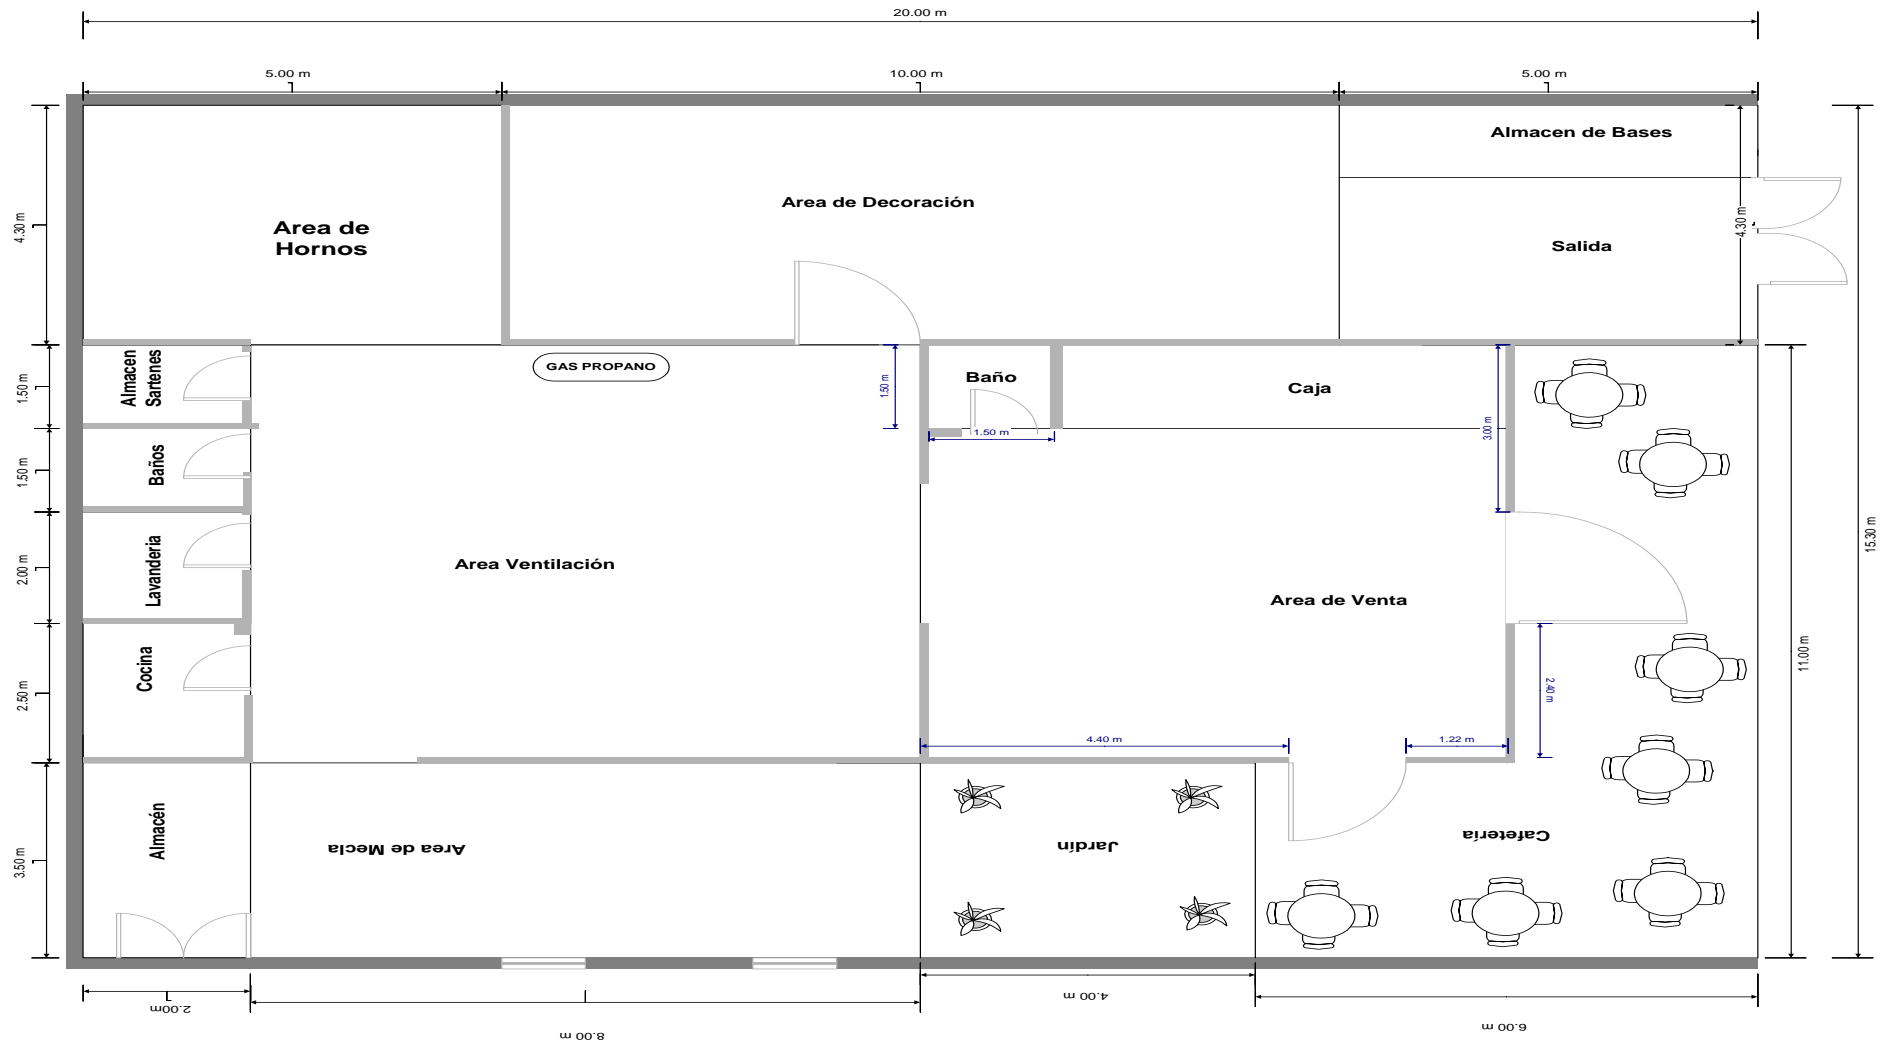 20.00 m
5.00 m
10.00 m
5.00 m
Almacen de Bases
Area de Decoración
Area de
Hornos
Salida
4.30 m
4.30 m
GAS PROPANO
Almacen
Sartenes
1.50 m
1.50 m
Baño
1.50 m
Caja
3.00 m
Baños
1.50 m
Lavanderia
2.00 m
Area Ventilación
Area de Venta
15.30 m
11.00 m
Cocina
2.50 m
2.40 m
4.40 m
1.22 m
Almacén
3.50 m
Area de Mecla
Jardín
Cafetería
2.00m
8.00 m
4.00 m
6.00 m